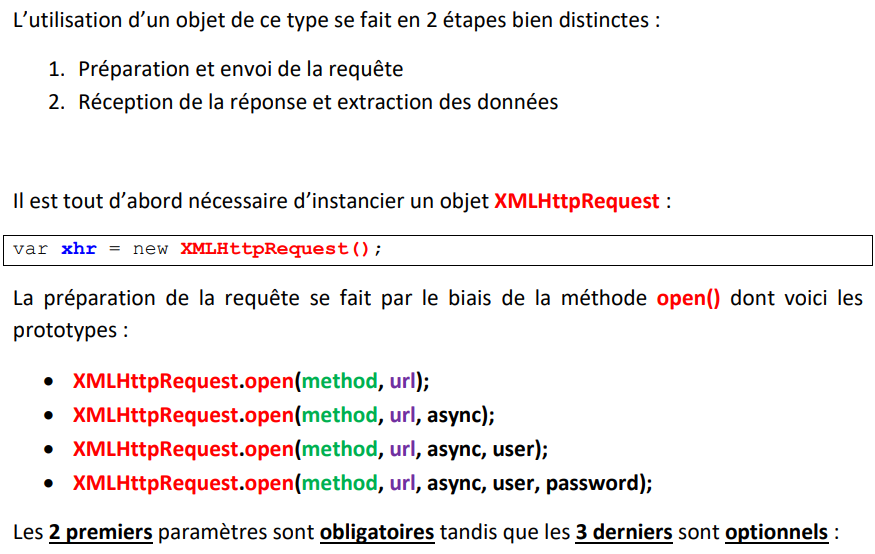 L’utilisation d’un objet de ce type se fait en 2 étapes bien distinctes :
1. Préparation et envoi de la requête
2. Réception de la réponse et extraction des données
Il est tout d’abord nécessaire d’instancier un objet XMLHttpRequest :
var xhr = new XMLHttpRequest();
La préparation de la requête se fait par le biais de la méthode open() dont voici les
prototypes :
• XMLHttpRequest.open(method, url);
• XMLHttpRequest.open(method, url, async);
• XMLHttpRequest.open(method, url, async, user);
• XMLHttpRequest.open(method, url, async, user, password);
Les 2 premiers paramètres sont obligatoires tandis que les 3 derniers sont optionnels :